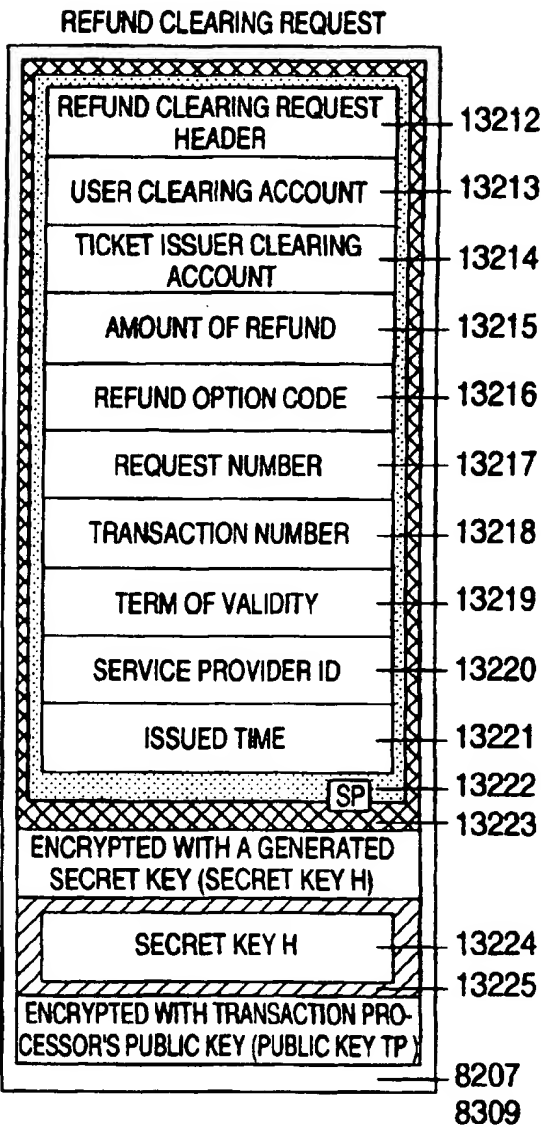 REFUND CLEARING REQUEST
REFUND CLEARING REQUEST
HEADER
13212
USER CLEARING ACCOUNT
13213
TICKET ISSUER CLEARING
ACCOUNT
13214
AMOUNT OF REFUND
13215
REFUND OPTION CODE
13216
REQUEST NUMBER
13217
TRANSACTION NUMBER
13218
TERM OF VALIDITY
13219
SERVICE PROVIDER ID
13220
ISSUED TIME
13221
SP
13222
13223
ENCRYPTED WITH A GENERATED
SECRET KEY (SECRET KEY H)
SECRET KEY H
13224
13225
ENCRYPTED WITH TRANSACTION PRO-
CESSOR'S PUBLIC KEY (PUBLIC KEY TP)
8207
8309